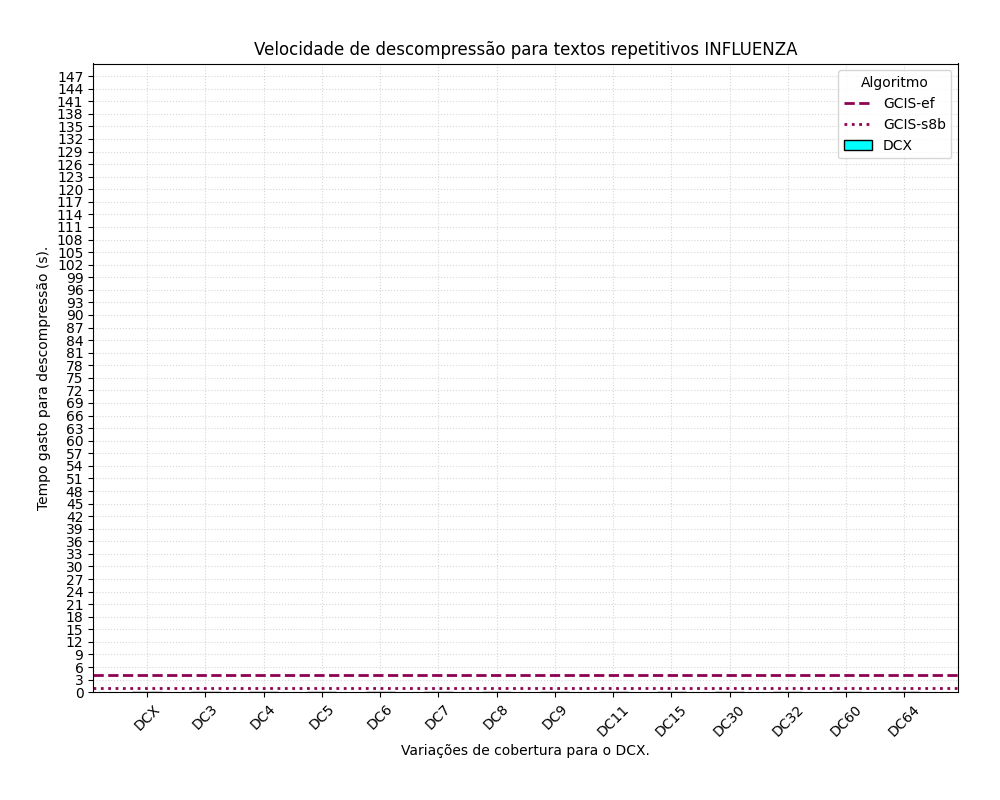 Velocidade de descompressão para textos repetitivos INFLUENZA
Algoritmo
GCIS-ef
GCIS-s8b
DCX
Tempo gasto para descompressão (s).
147
144
141
138
135
132
129
126
123
120
117
114
111
108
105
102
99
96
93
90
87
84
81
78
75
72
69
66
63
60
57
54
51
48
45
42
39
36
33
30
27
24
21
18
15
12
9
6
3
0
DCX
DC3
DC4
DC5
DC6
DC7
DC8
DC9
DC11
DC15
DC30
DC32
DC60
DC64
Variações de cobertura para o DCX.